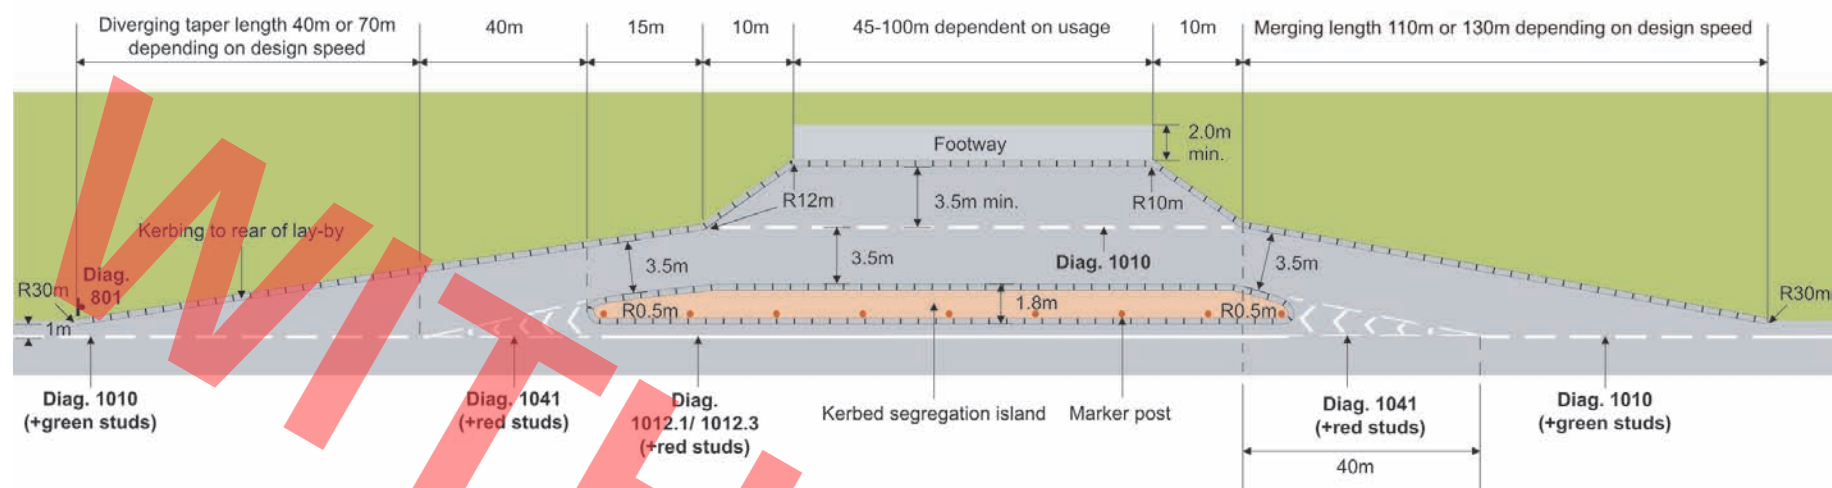 Diverging taper length 40m or 70m
depending on design speed
40m
15m
10m
45-100m dependent on usage
10m
Merging length 110m or 130m depending on design speed
2.0m
min.
Footway
R12m
3.5m min.
R10m
Kerbing to rear of lay-by
Diag.
801
R30m
1m
3.5m
3.5m
Diag. 1010
3.5m
R0.5m
1.8m
R0.5m
R30m
Diag. 1010
(+green studs)
Diag. 1041
(+red studs)
Diag.
1012.1/ 1012.3
(+red studs)
Kerbed segregation island
Marker post
Diag. 1041
(+red studs)
Diag. 1010
(+green studs)
40m
WITH